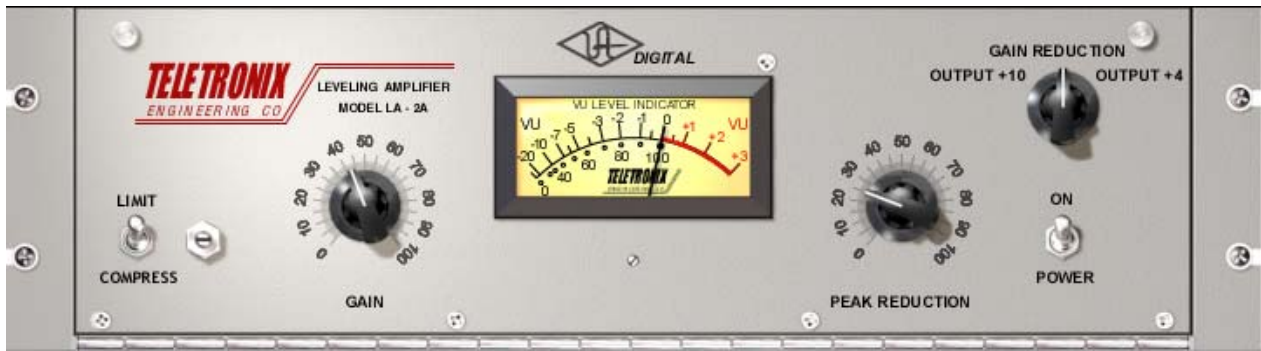 TELETRONIX
ENGINEERING CO
LEVELING AMPLIFIER
MODEL LA - 2A
UA
DIGITAL
VU LEVEL INDICATOR
VU
-20 -10 -7 -5 -3 -2 -1 0 +1 +2 +3
VU
0 40 60 80 100
TELETRONIX
ENGINEERING CO
GAIN REDUCTION
OUTPUT +10
OUTPUT +4
LIMIT
COMPRESS
0 10 20 30 40 50 60 70 80 90 100
GAIN
0 10 20 30 40 50 60 70 80 90 100
PEAK REDUCTION
ON
POWER